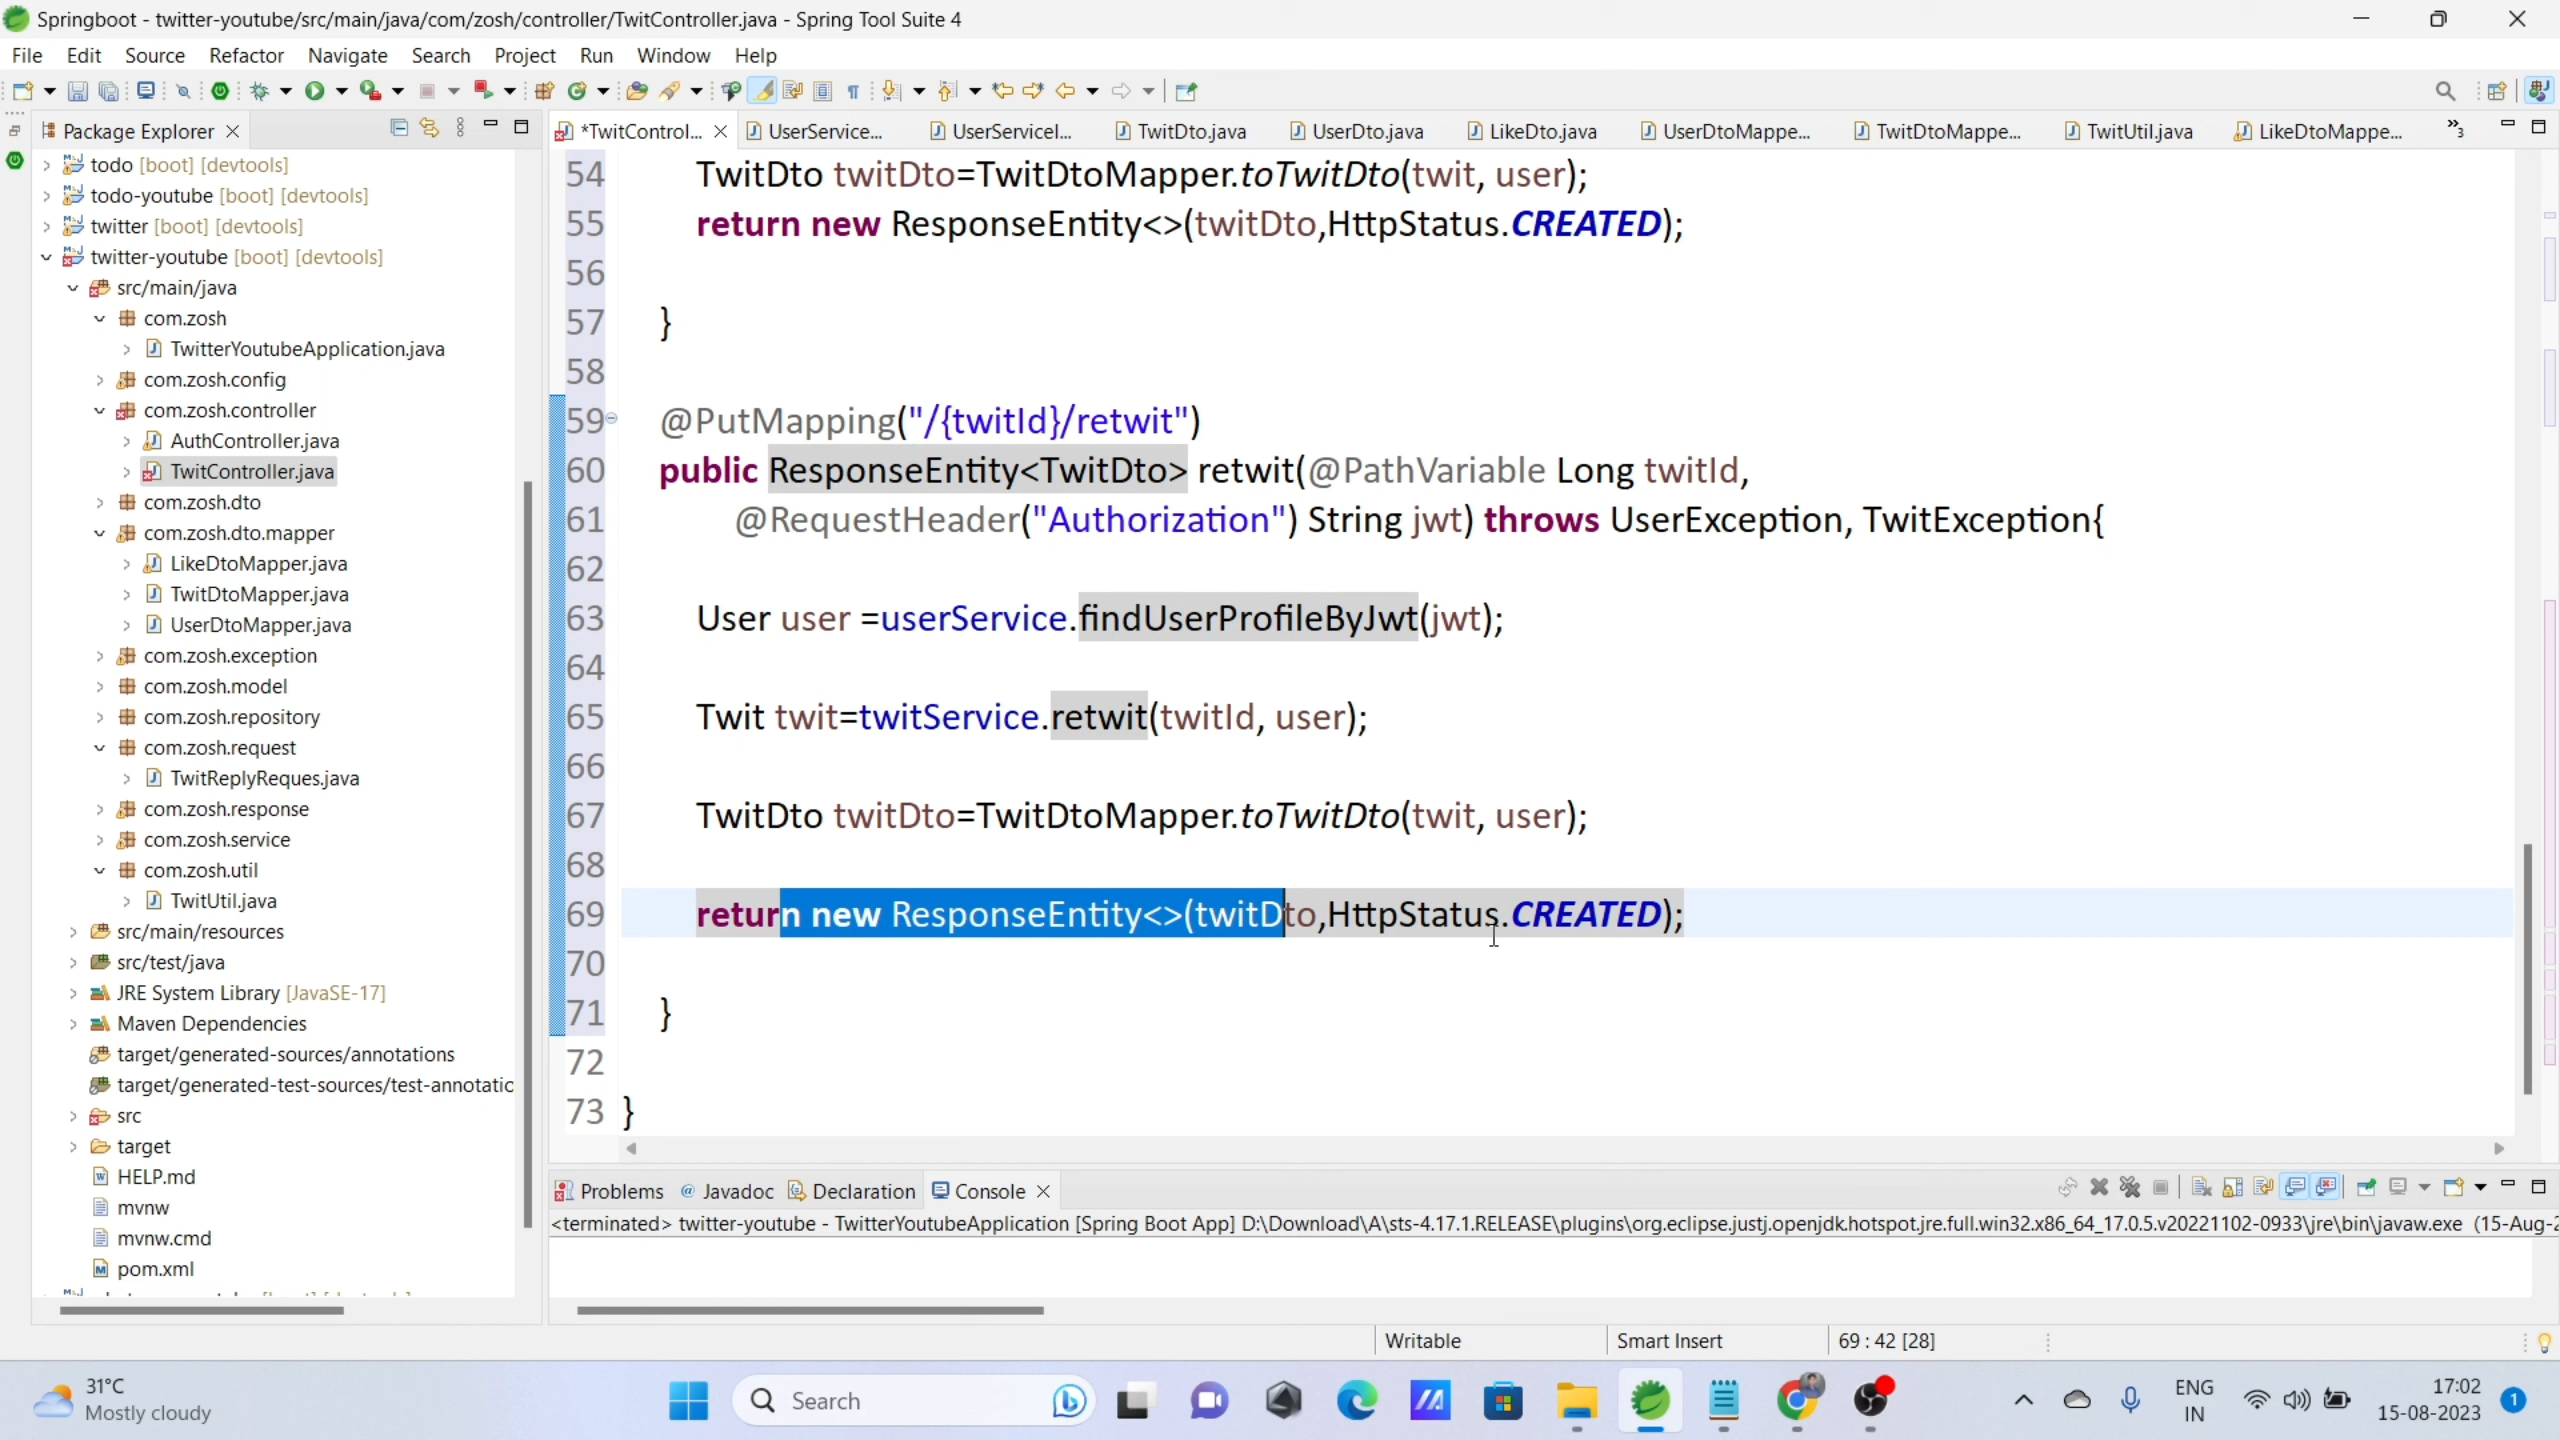 Springboot - twitter-youtube/src/main/java/com/zosh/controller/TwitController.java - Spring Tool Suite 4
File Edit Source Refactor Navigate Search Project Run Window Help
Package Explorer
todo [boot] [devtools]
todo-youtube [boot] [devtools]
twitter [boot] [devtools]
twitter-youtube [boot] [devtools]
src/main/java
com.zosh
TwitterYoutubeApplication.java
com.zosh.config
com.zosh.controller
AuthController.java
TwitController.java
com.zosh.dto
com.zosh.dto.mapper
LikeDtoMapper.java
TwitDtoMapper.java
UserDtoMapper.java
com.zosh.exception
com.zosh.model
com.zosh.repository
com.zosh.request
TwitReplyReques.java
com.zosh.response
com.zosh.service
com.zosh.util
TwitUtil.java
src/main/resources
src/test/java
JRE System Library [JavaSE-17]
Maven Dependencies
target/generated-sources/annotations
target/generated-test-sources/test-annotatic
src
target
HELP.md
mvnw
mvnw.cmd
pom.xml
*TwitControl... UserService... UserServiceI... TwitDto.java UserDto.java LikeDto.java UserDtoMappe... TwitDtoMappe... TwitUtil.java LikeDtoMappe... »3
54 TwitDto twitDto=TwitDtoMapper.toTwitDto(twit, user);
55 return new ResponseEntity<>(twitDto,HttpStatus.CREATED);
56
57 }
58
59 @PutMapping("/{twitId}/retwit")
60 public ResponseEntity<TwitDto> retwit(@PathVariable Long twitId,
61 @RequestHeader("Authorization") String jwt) throws UserException, TwitException{
62
63 User user =userService.findUserProfileByJwt(jwt);
64
65 Twit twit=twitService.retwit(twitId, user);
66
67 TwitDto twitDto=TwitDtoMapper.toTwitDto(twit, user);
68
69 return new ResponseEntity<>(twitDto,HttpStatus.CREATED);
70
71 }
72
73 }
Problems @ Javadoc Declaration Console
<terminated> twitter-youtube - TwitterYoutubeApplication [Spring Boot App] D:\Download\A\sts-4.17.1.RELEASE\plugins\org.eclipse.justj.openjdk.hotspot.jre.full.win32.x86_64_17.0.5.v20221102-0933\jre\bin\javaw.exe (15-Aug-2
Writable Smart Insert 69 : 42 [28]
31°C
Mostly cloudy
Search
ENG
IN
17:02
15-08-2023
1